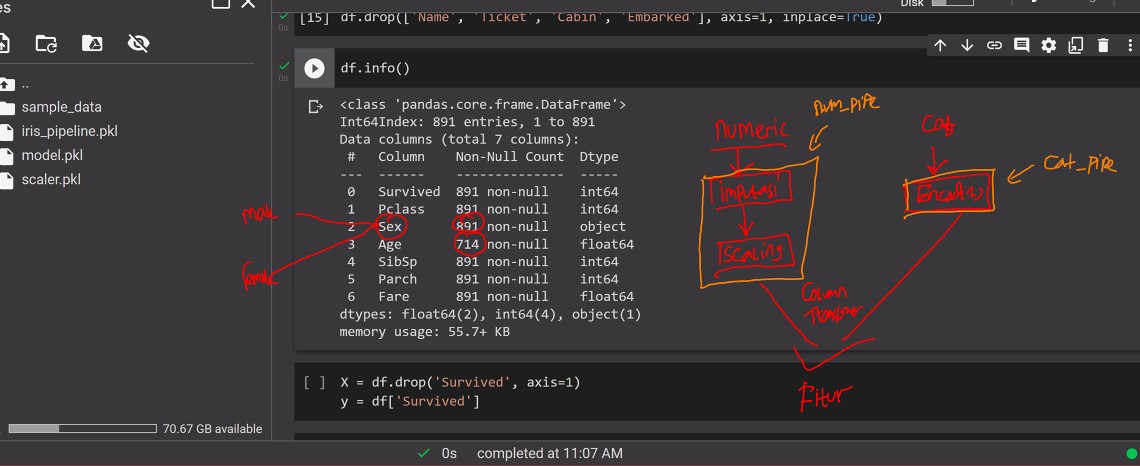 es
Disk
[15] df.drop(['Name', 'Ticket', 'Cabin', 'Embarked'], axis=1, inplace=True)
0s
..
sample_data
iris_pipeline.pkl
model.pkl
scaler.pkl
70.67 GB available
df.info()
0s
<class 'pandas.core.frame.DataFrame'>
Int64Index: 891 entries, 1 to 891
Data columns (total 7 columns):
# Column Non-Null Count Dtype
--- ------ -------------- -----
0 Survived 891 non-null int64
1 Pclass 891 non-null int64
2 Sex 891 non-null object
3 Age 714 non-null float64
4 SibSp 891 non-null int64
5 Parch 891 non-null int64
6 Fare 891 non-null float64
dtypes: float64(2), int64(4), object(1)
memory usage: 55.7+ KB
male
female
num_pipe
numeric
imputasi
scaling
cat
Encoding
cat_pipe
Column
Fitur
[ ] X = df.drop('Survived', axis=1)
y = df['Survived']
0s completed at 11:07 AM